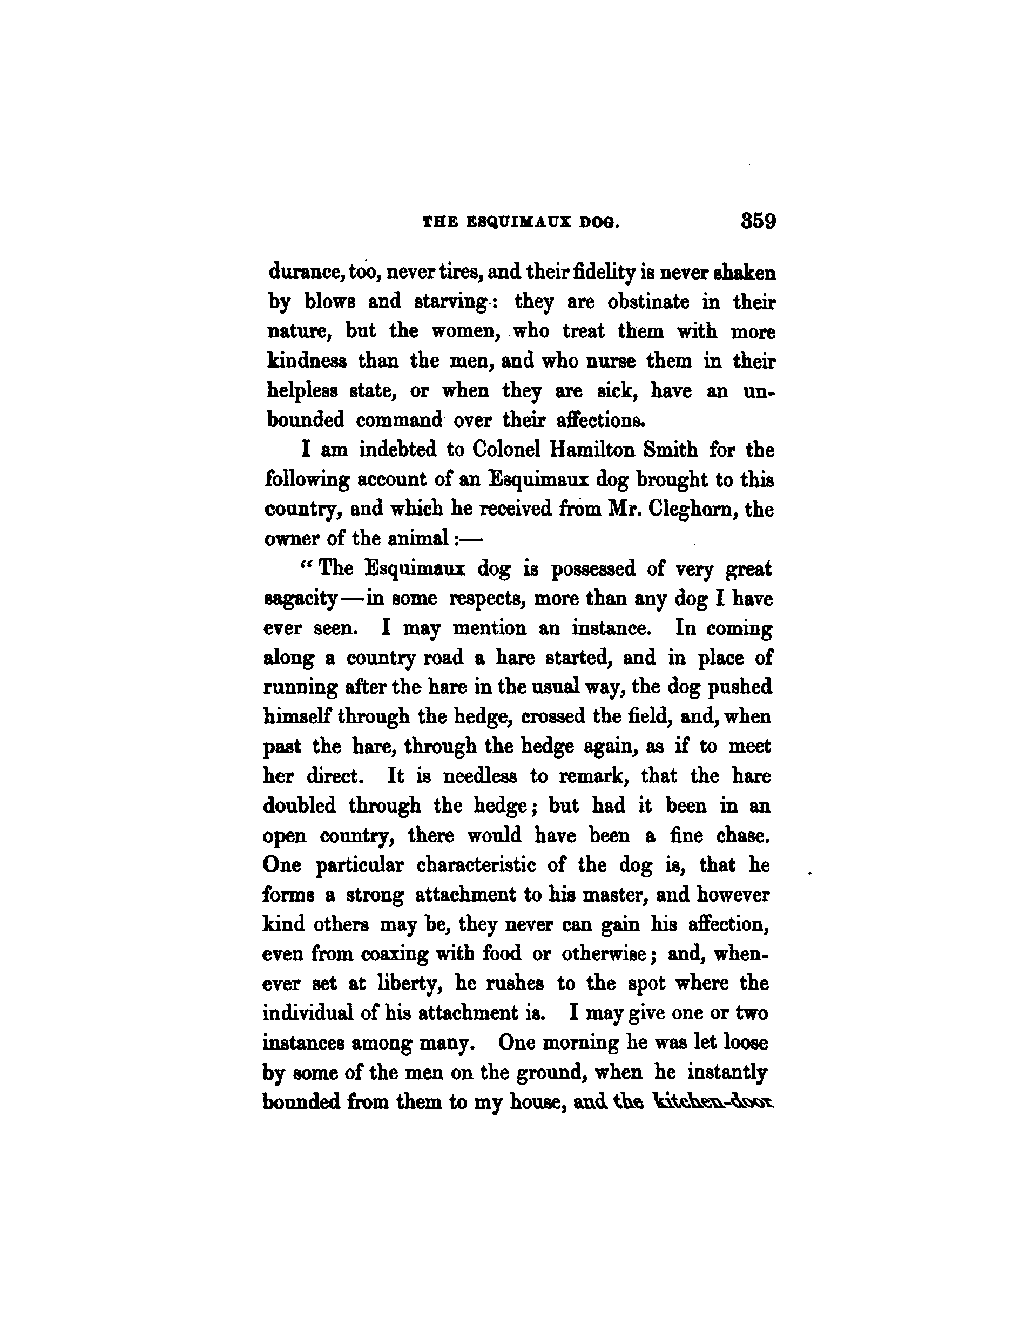 THE ESQUIMAUX DOG. 359
durance, too, never tires, and their fidelity is never shaken
by blows and starving: they are obstinate in their
nature, but the women, who treat them with more
kindness than the men, and who nurse them in their
helpless state, or when they are sick, have an un-
bounded command over their affections.
I am indebted to Colonel Hamilton Smith for the
following account of an Esquimaux dog brought to this
country, and which he received from Mr. Cleghorn, the
owner of the animal:—
“The Esquimaux dog is possessed of very great
sagacity—in some respects, more than any dog I have
ever seen. I may mention an instance. In coming
along a country road a hare started, and in place of
running after the hare in the usual way, the dog pushed
himself through the hedge, crossed the field, and, when
past the hare, through the hedge again, as if to meet
her direct. It is needless to remark, that the hare
doubled through the hedge; but had it been in an
open country, there would have been a fine chase.
One particular characteristic of the dog is, that he
forms a strong attachment to his master, and however
kind others may be, they never can gain his affection,
even from coaxing with food or otherwise; and, when-
ever set at liberty, he rushes to the spot where the
individual of his attachment is. I may give one or two
instances among many. One morning he was let loose
by some of the men on the ground, when he instantly
bounded from them to my house, and the kitchen-door